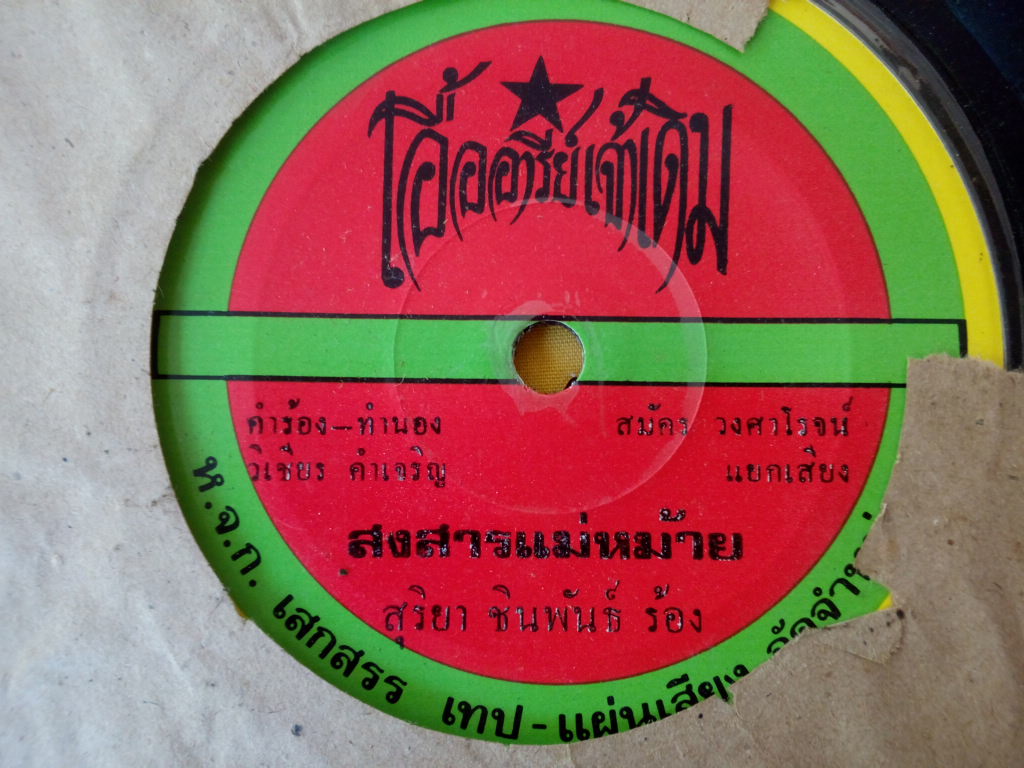 เอื้ออารีย์เจ้าเดิม
คำร้อง-ทำนอง
วิเชียร คำเจริญ
สมัคร วงศาโรจน์
แยกเสียง
สงสารแม่หม้าย
สุริยา ชินพันธ์ ร้อง
ห.จ.ก. เสกสรร เทป-แผ่นเสียง